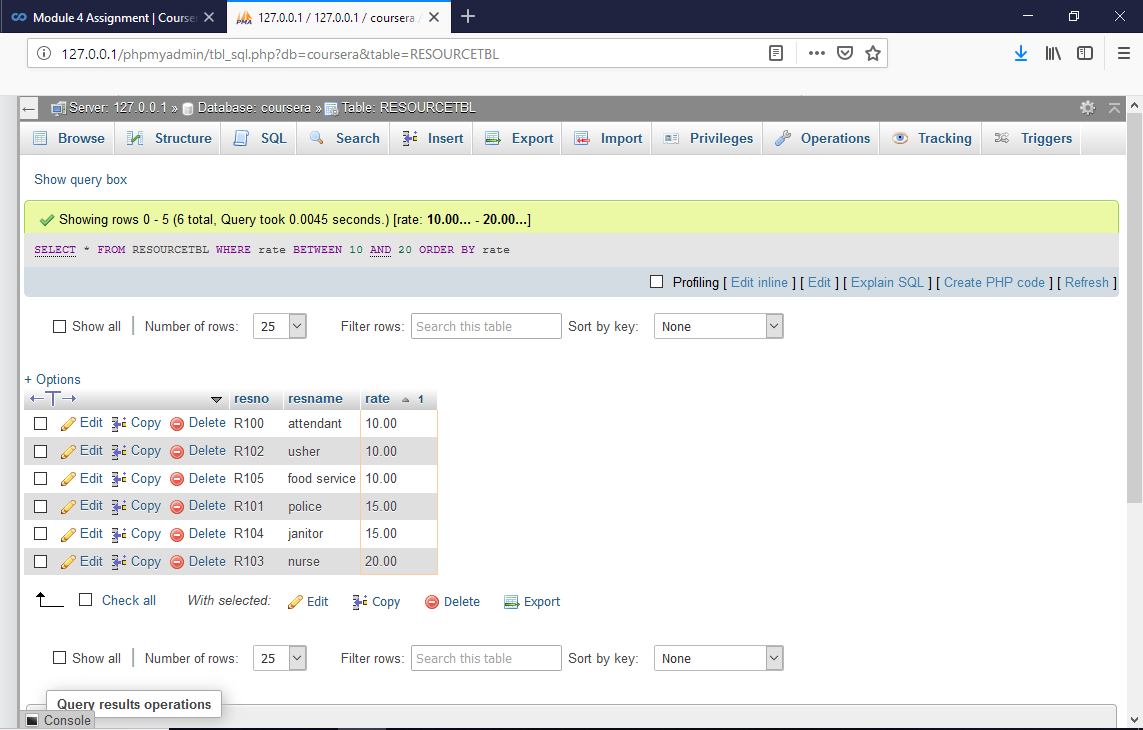 Module 4 Assignment | Course
127.0.0.1 / 127.0.0.1 / coursera
127.0.0.1/phpmyadmin/tbl_sql.php?db=coursera&table=RESOURCETBL
Server: 127.0.0.1 » Database: coursera » Table: RESOURCETBL
Browse Structure SQL Search Insert Export Import Privileges Operations Tracking Triggers
Show query box
Showing rows 0 - 5 (6 total, Query took 0.0045 seconds.) [rate: 10.00... - 20.00...]
SELECT * FROM RESOURCETBL WHERE rate BETWEEN 10 AND 20 ORDER BY rate
Profiling [ Edit inline ] [ Edit ] [ Explain SQL ] [ Create PHP code ] [ Refresh ]
Show all Number of rows: 25 Filter rows: Search this table Sort by key: None
+ Options
←T→ resno resname rate 1
Edit Copy Delete R100 attendant 10.00
Edit Copy Delete R102 usher 10.00
Edit Copy Delete R105 food service 10.00
Edit Copy Delete R101 police 15.00
Edit Copy Delete R104 janitor 15.00
Edit Copy Delete R103 nurse 20.00
Check all With selected: Edit Copy Delete Export
Show all Number of rows: 25 Filter rows: Search this table Sort by key: None
Query results operations
Console